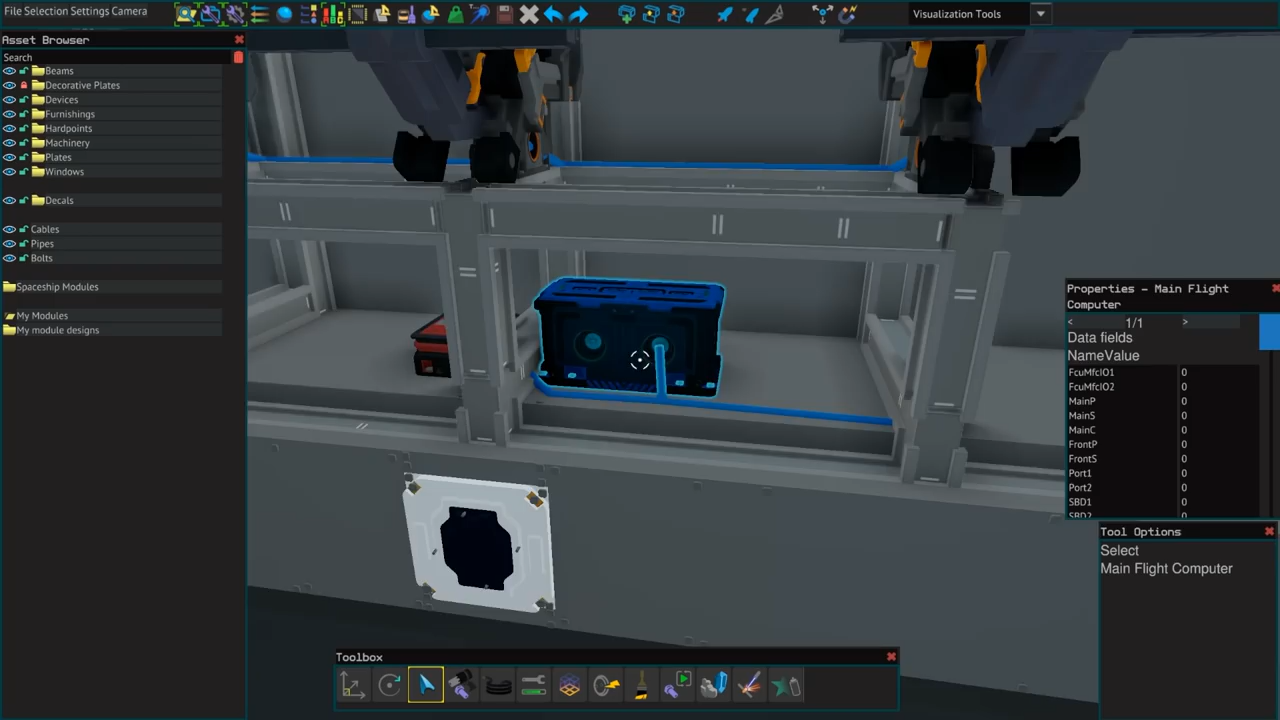 File Selection Settings Camera
Visualization Tools
Asset Browser
Search
Beams
Decorative Plates
Devices
Furnishings
Hardpoints
Machinery
Plates
Windows
Decals
Cables
Pipes
Bolts
Spaceship Modules
My Modules
My module designs
Properties - Main Flight
Computer
< 1/1 >
Data fields
NameValue
FcuMfcIO1 0
FcuMfcIO2 0
MainP 0
MainS 0
MainC 0
FrontP 0
FrontS 0
Port1 0
Port2 0
SBD1 0
SBD2 0
Tool Options
Select
Main Flight Computer
Toolbox